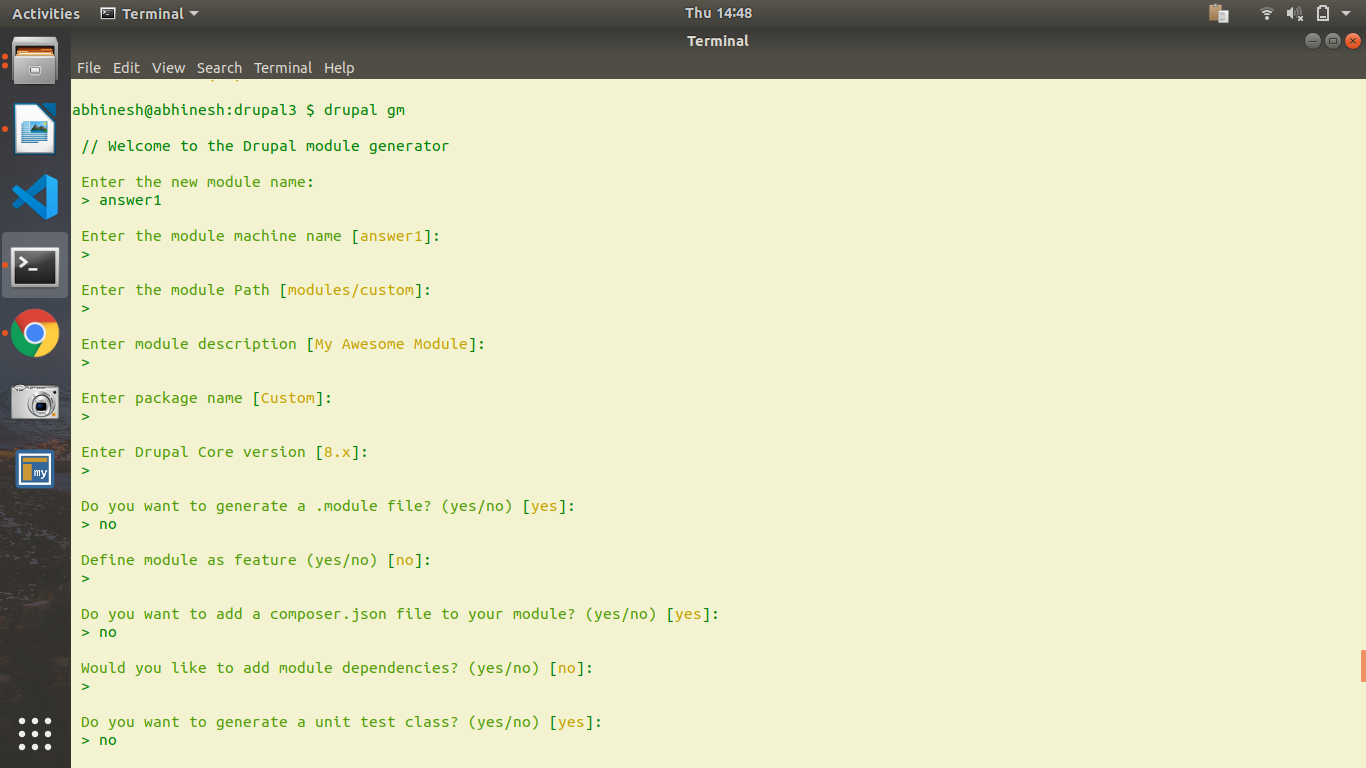 Activities Terminal Thu 14:48
Terminal
File Edit View Search Terminal Help
abhinesh@abhinesh:drupal3 $ drupal gm
// Welcome to the Drupal module generator
Enter the new module name:
> answer1
Enter the module machine name [answer1]:
>
Enter the module Path [modules/custom]:
>
Enter module description [My Awesome Module]:
>
Enter package name [Custom]:
>
Enter Drupal Core version [8.x]:
>
Do you want to generate a .module file? (yes/no) [yes]:
> no
Define module as feature (yes/no) [no]:
>
Do you want to add a composer.json file to your module? (yes/no) [yes]:
> no
Would you like to add module dependencies? (yes/no) [no]:
>
Do you want to generate a unit test class? (yes/no) [yes]:
> no
my